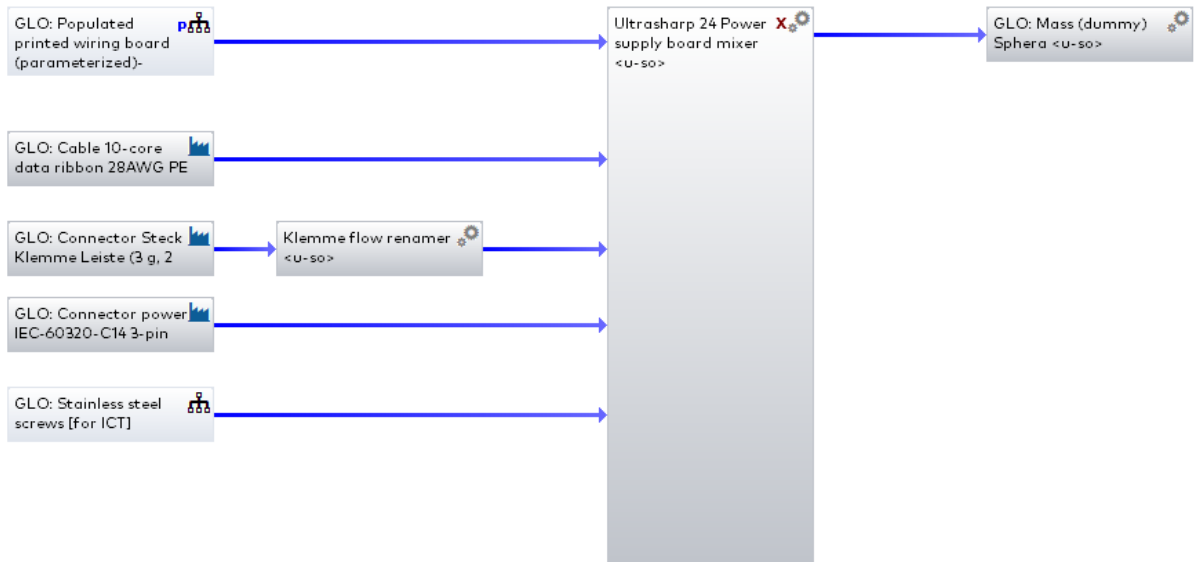 GLO: Populated
printed wiring board
(parameterized)-
p
Ultrasharp 24 Power
supply board mixer
<u-so>
X
GLO: Mass (dummy)
Sphera <u-so>
GLO: Cable 10-core
data ribbon 28AWG PE
GLO: Connector Steck
Klemme Leiste (3 g, 2
Klemme flow renamer
<u-so>
GLO: Connector power
IEC-60320-C14 3-pin
GLO: Stainless steel
screws [for ICT]